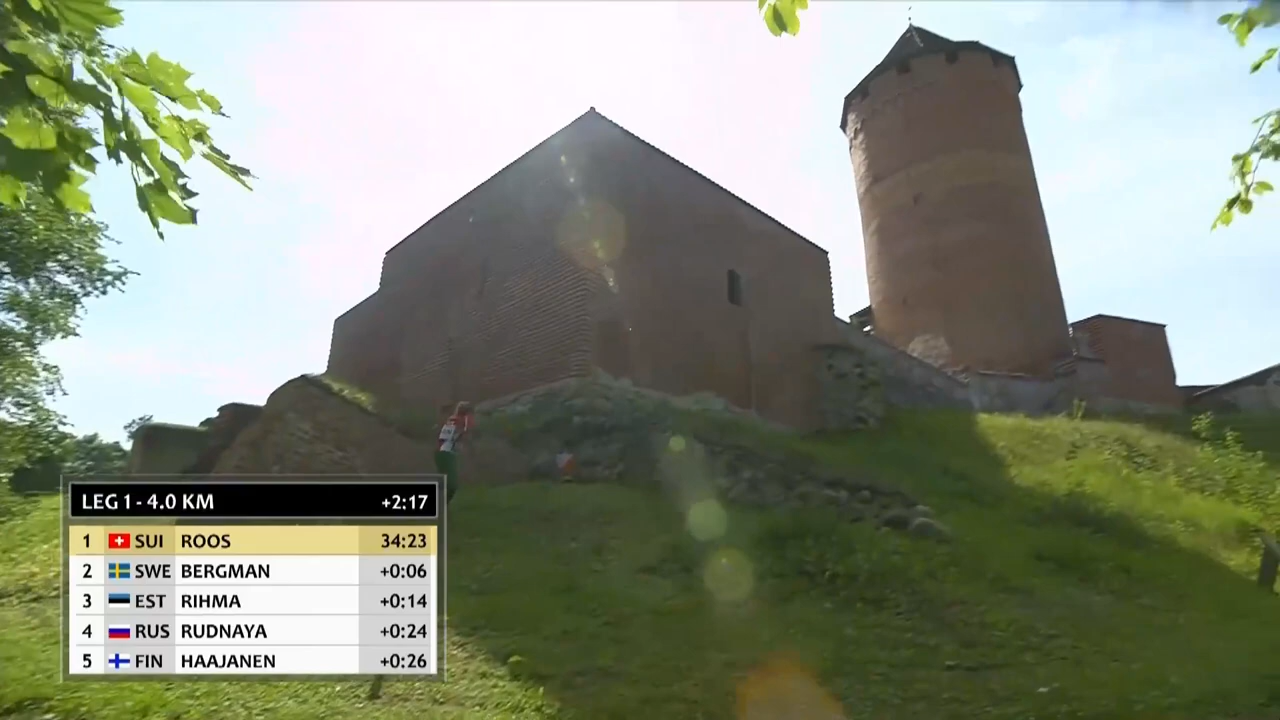 LEG 1 - 4.0 KM +2:17
1 SUI ROOS 34:23
2 SWE BERGMAN +0:06
3 EST RIHMA +0:14
4 RUS RUDNAYA +0:24
5 FIN HAAJANEN +0:26